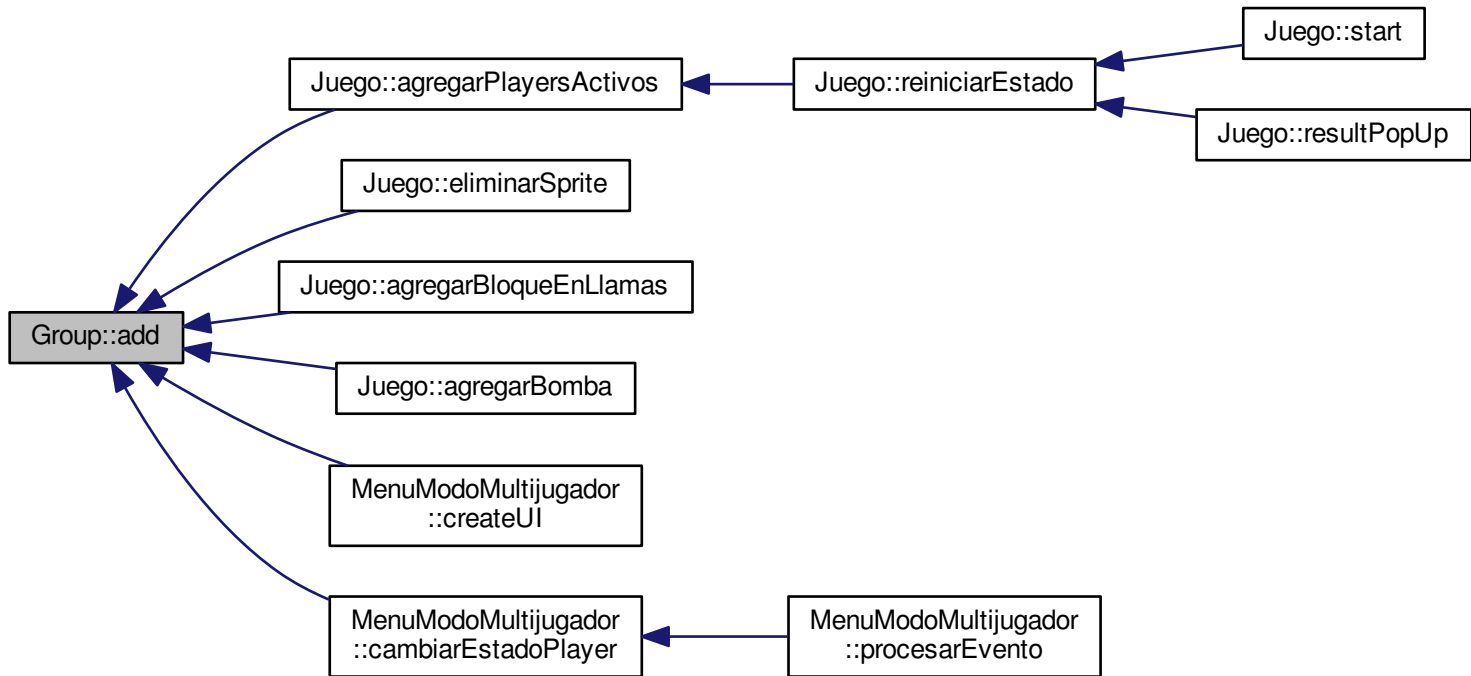 Juego::start
Juego::agregarPlayersActivos
Juego::reiniciarEstado
Juego::resultPopUp
Juego::eliminarSprite
Juego::agregarBloqueEnLlamas
Group::add
Juego::agregarBomba
MenuModoMultijugador
::createUI
MenuModoMultijugador
::cambiarEstadoPlayer
MenuModoMultijugador
::procesarEvento